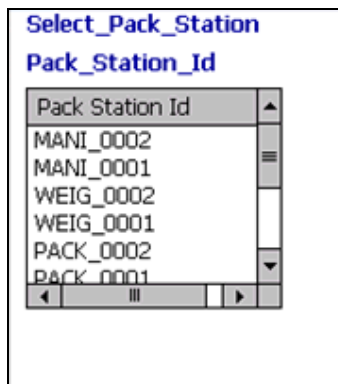 Select_Pack_Station
Pack_Station_Id
Pack Station Id
MANI_0002
MANI_0001
WEIG_0002
WEIG_0001
PACK_0002
PACK_0001